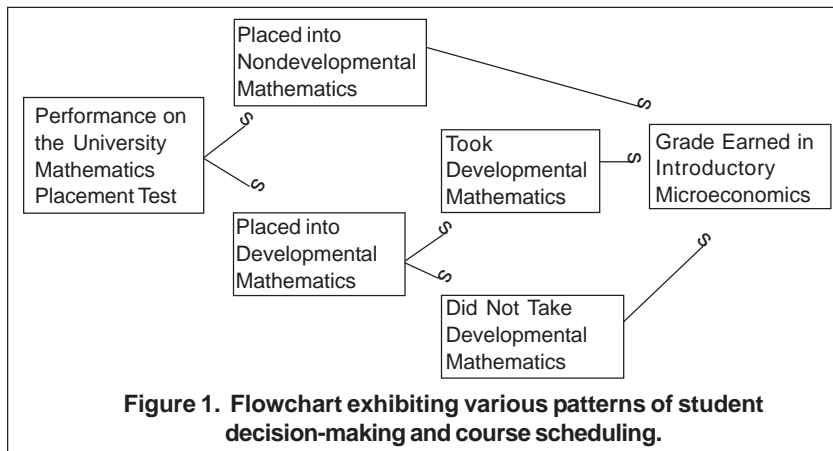 Placed into
Nondevelopmental
Mathematics
Performance on
the University
Mathematics
Placement Test
Took
Developmental
Mathematics
Grade Earned in
Introductory
Microeconomics
Placed into
Developmental
Mathematics
Did Not Take
Developmental
Mathematics
s
s
s
s
s
s
s
Figure 1. Flowchart exhibiting various patterns of student
decision-making and course scheduling.